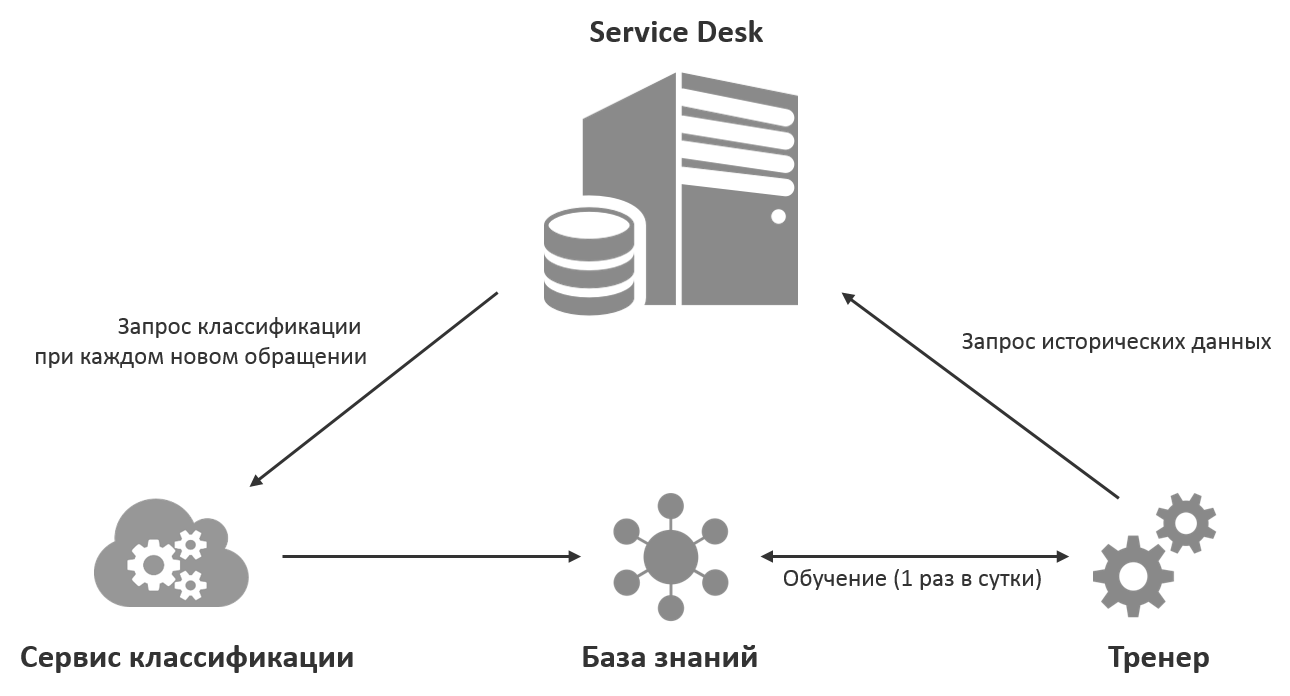 Service Desk
Запрос классификации
при каждом новом обращении
Запрос исторических данных
Обучение (1 раз в сутки)
Сервис классификации
База знаний
Тренер